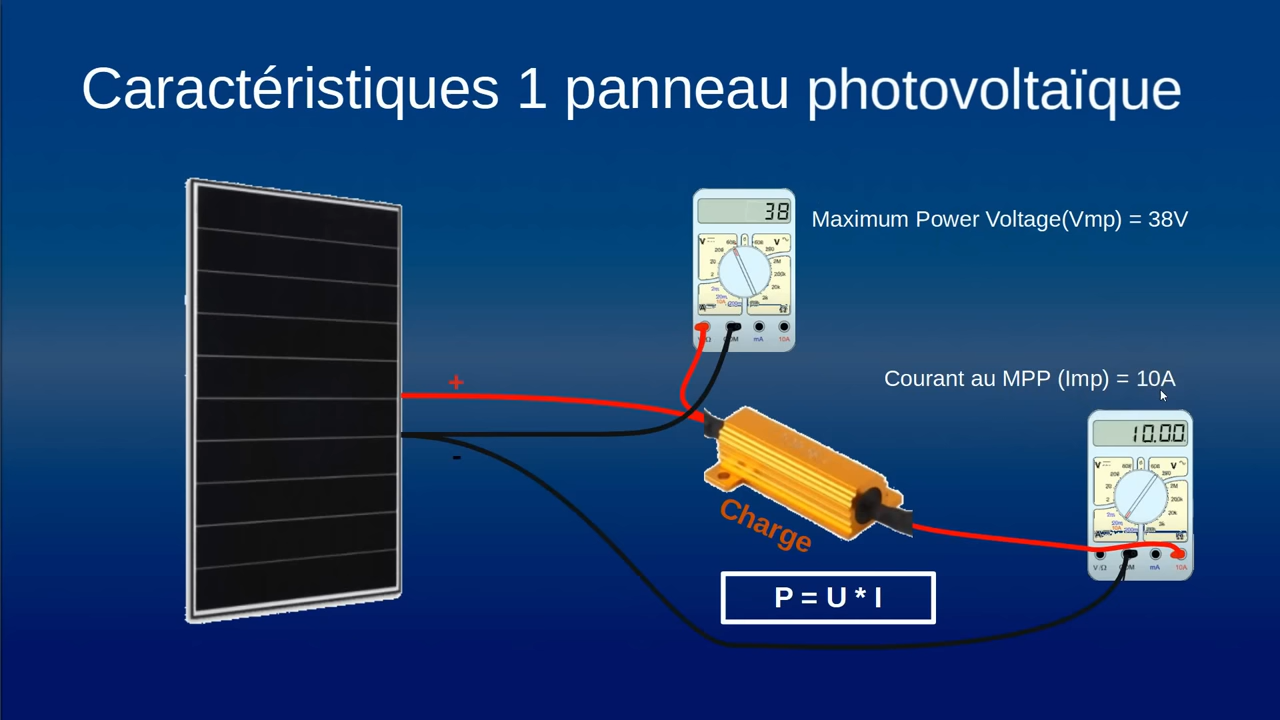 Caractéristiques 1 panneau photovoltaïque
38
Maximum Power Voltage(Vmp) = 38V
+
-
Courant au MPP (Imp) = 10A
10.00
Charge
P = U * I